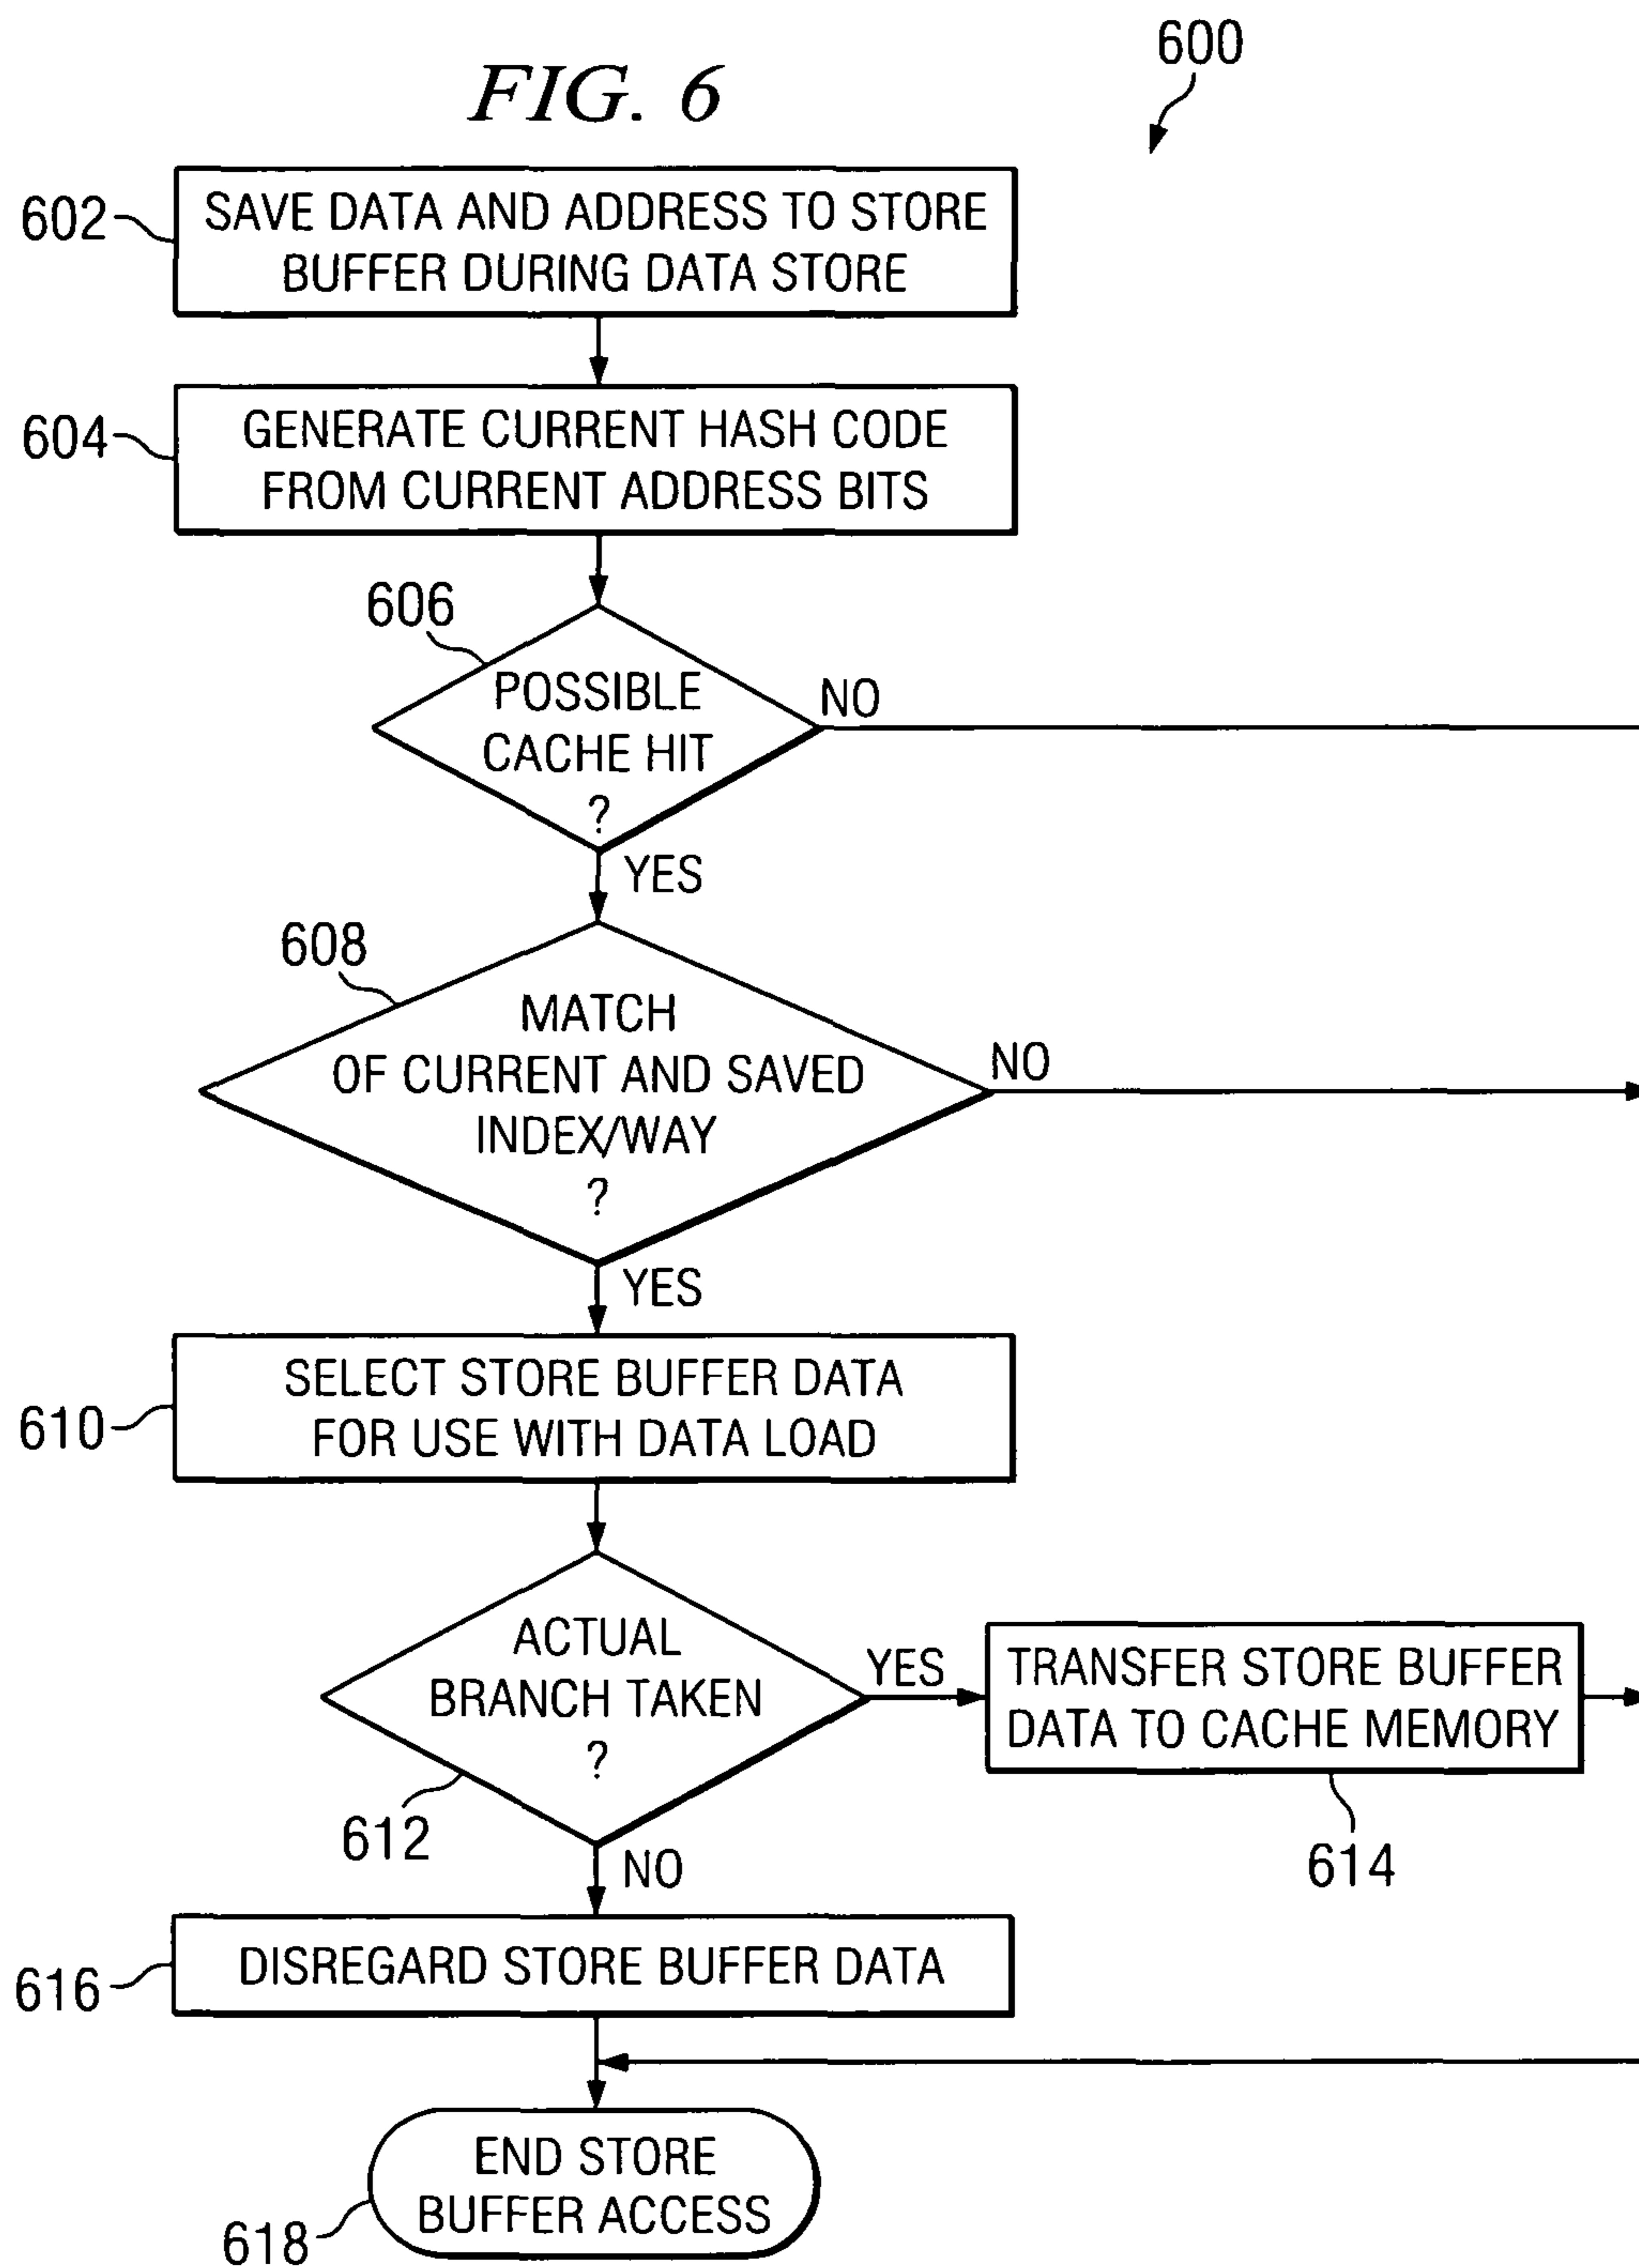 600
FIG. 6
602
SAVE DATA AND ADDRESS TO STORE
BUFFER DURING DATA STORE
604
GENERATE CURRENT HASH CODE
FROM CURRENT ADDRESS BITS
606
POSSIBLE
CACHE HIT
?
NO
YES
608
MATCH
OF CURRENT AND SAVED
INDEX/WAY
?
NO
YES
610
SELECT STORE BUFFER DATA
FOR USE WITH DATA LOAD
ACTUAL
BRANCH TAKEN
?
612
YES
TRANSFER STORE BUFFER
DATA TO CACHE MEMORY
614
NO
616
DISREGARD STORE BUFFER DATA
END STORE
BUFFER ACCESS
618